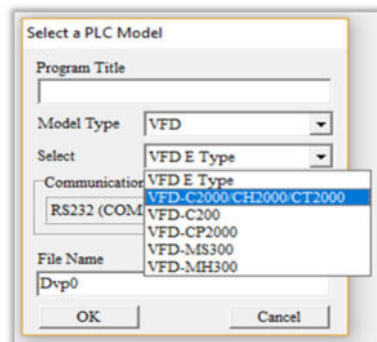 Select a PLC Model
Program Title
Model Type VFD
Select VFD E Type
VFD E Type
Communication
VFD-C2000/CH2000/CT2000
RS232 (COM
VFD-C200
VFD-CP2000
VFD-MS300
File Name
VFD-MH300
Dvp0
OK Cancel